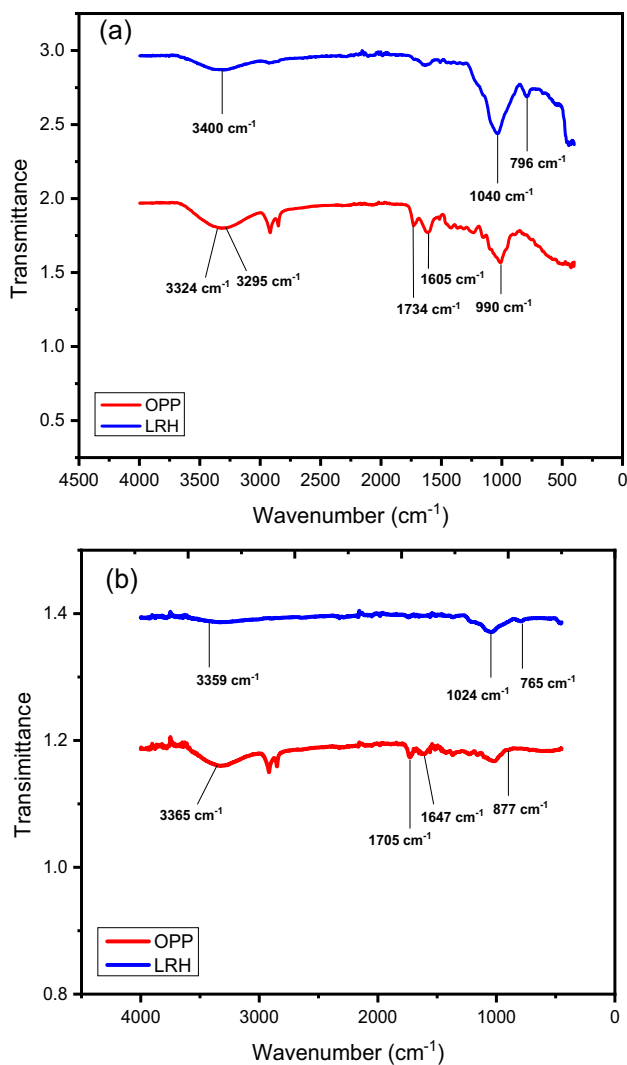 (a)
3.0
2.5
2.0
1.5
1.0
0.5
Transmittance
3400 cm⁻¹
796 cm⁻¹
1040 cm⁻¹
3324 cm⁻¹
3295 cm⁻¹
1605 cm⁻¹
1734 cm⁻¹
990 cm⁻¹
OPP
LRH
4500 4000 3500 3000 2500 2000 1500 1000 500 0
Wavenumber (cm⁻¹)
(b)
1.4
1.2
1.0
0.8
Transimittance
3359 cm⁻¹
1024 cm⁻¹
765 cm⁻¹
3365 cm⁻¹
1705 cm⁻¹
1647 cm⁻¹
877 cm⁻¹
OPP
LRH
4000 3000 2000 1000 0
Wavenumber (cm⁻¹)